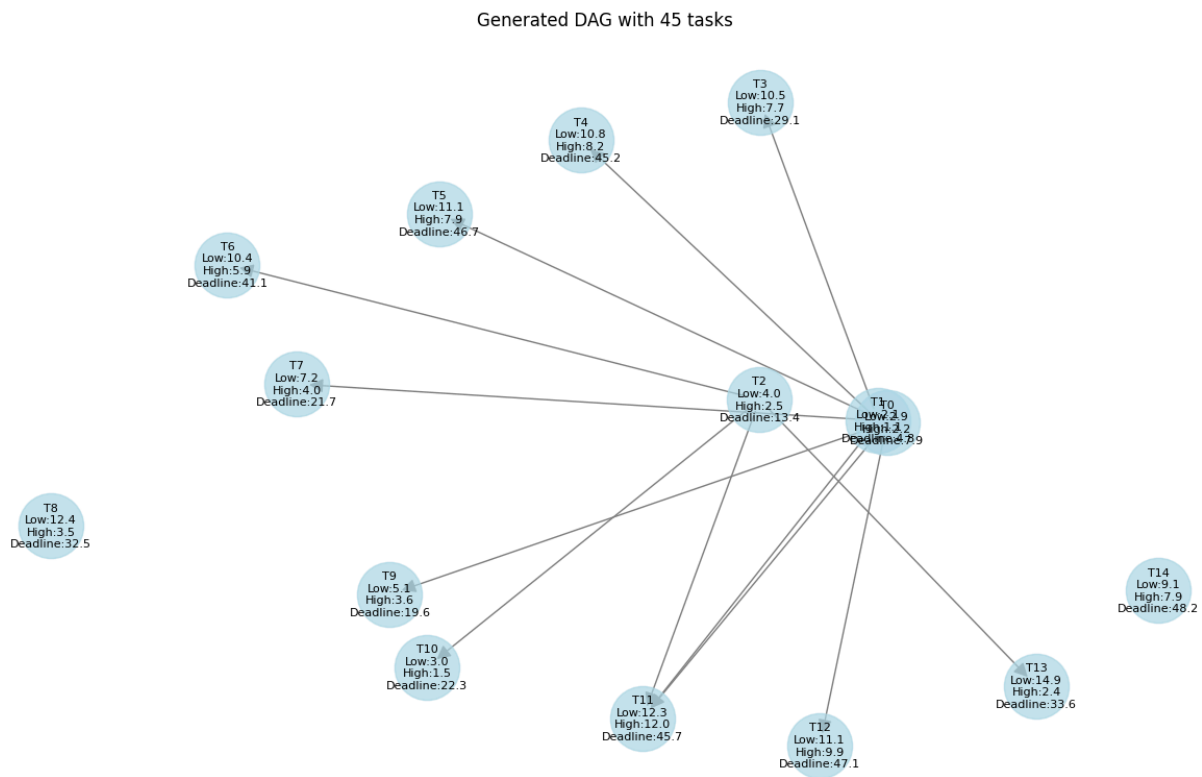 Generated DAG with 45 tasks
T3
Low:10.5
High:7.7
Deadline:29.1
T4
Low:10.8
High:8.2
Deadline:45.2
T5
Low:11.1
High:7.9
Deadline:46.7
T6
Low:10.4
High:5.9
Deadline:41.1
T7
Low:7.2
High:4.0
Deadline:21.7
T2
Low:4.0
High:2.5
Deadline:13.4
T1
T0
T8
Low:12.4
High:3.5
Deadline:32.5
T9
Low:5.1
High:3.6
Deadline:19.6
T14
Low:9.1
High:7.9
Deadline:48.2
T10
Low:3.0
High:1.5
Deadline:22.3
T13
Low:14.9
High:2.4
Deadline:33.6
T11
Low:12.3
High:12.0
Deadline:45.7
T12
Low:11.1
High:9.9
Deadline:47.1